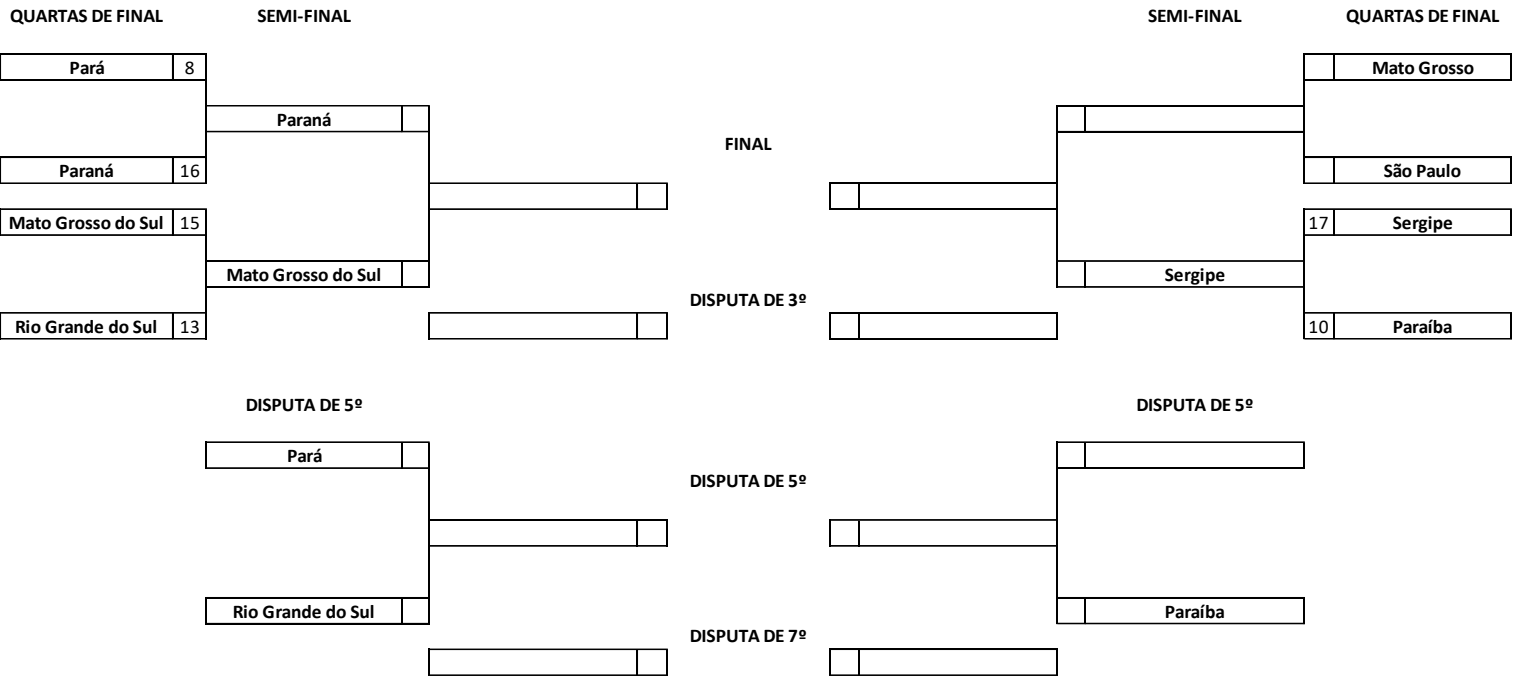 QUARTAS DE FINAL SEMI-FINAL SEMI-FINAL QUARTAS DE FINAL
Pará 8 Mato Grosso
Paraná
FINAL
Paraná 16 São Paulo
Mato Grosso do Sul 15 17 Sergipe
Mato Grosso do Sul Sergipe
DISPUTA DE 3º
Rio Grande do Sul 13 10 Paraíba
DISPUTA DE 5º DISPUTA DE 5º
Pará
DISPUTA DE 5º
Rio Grande do Sul Paraíba
DISPUTA DE 7º